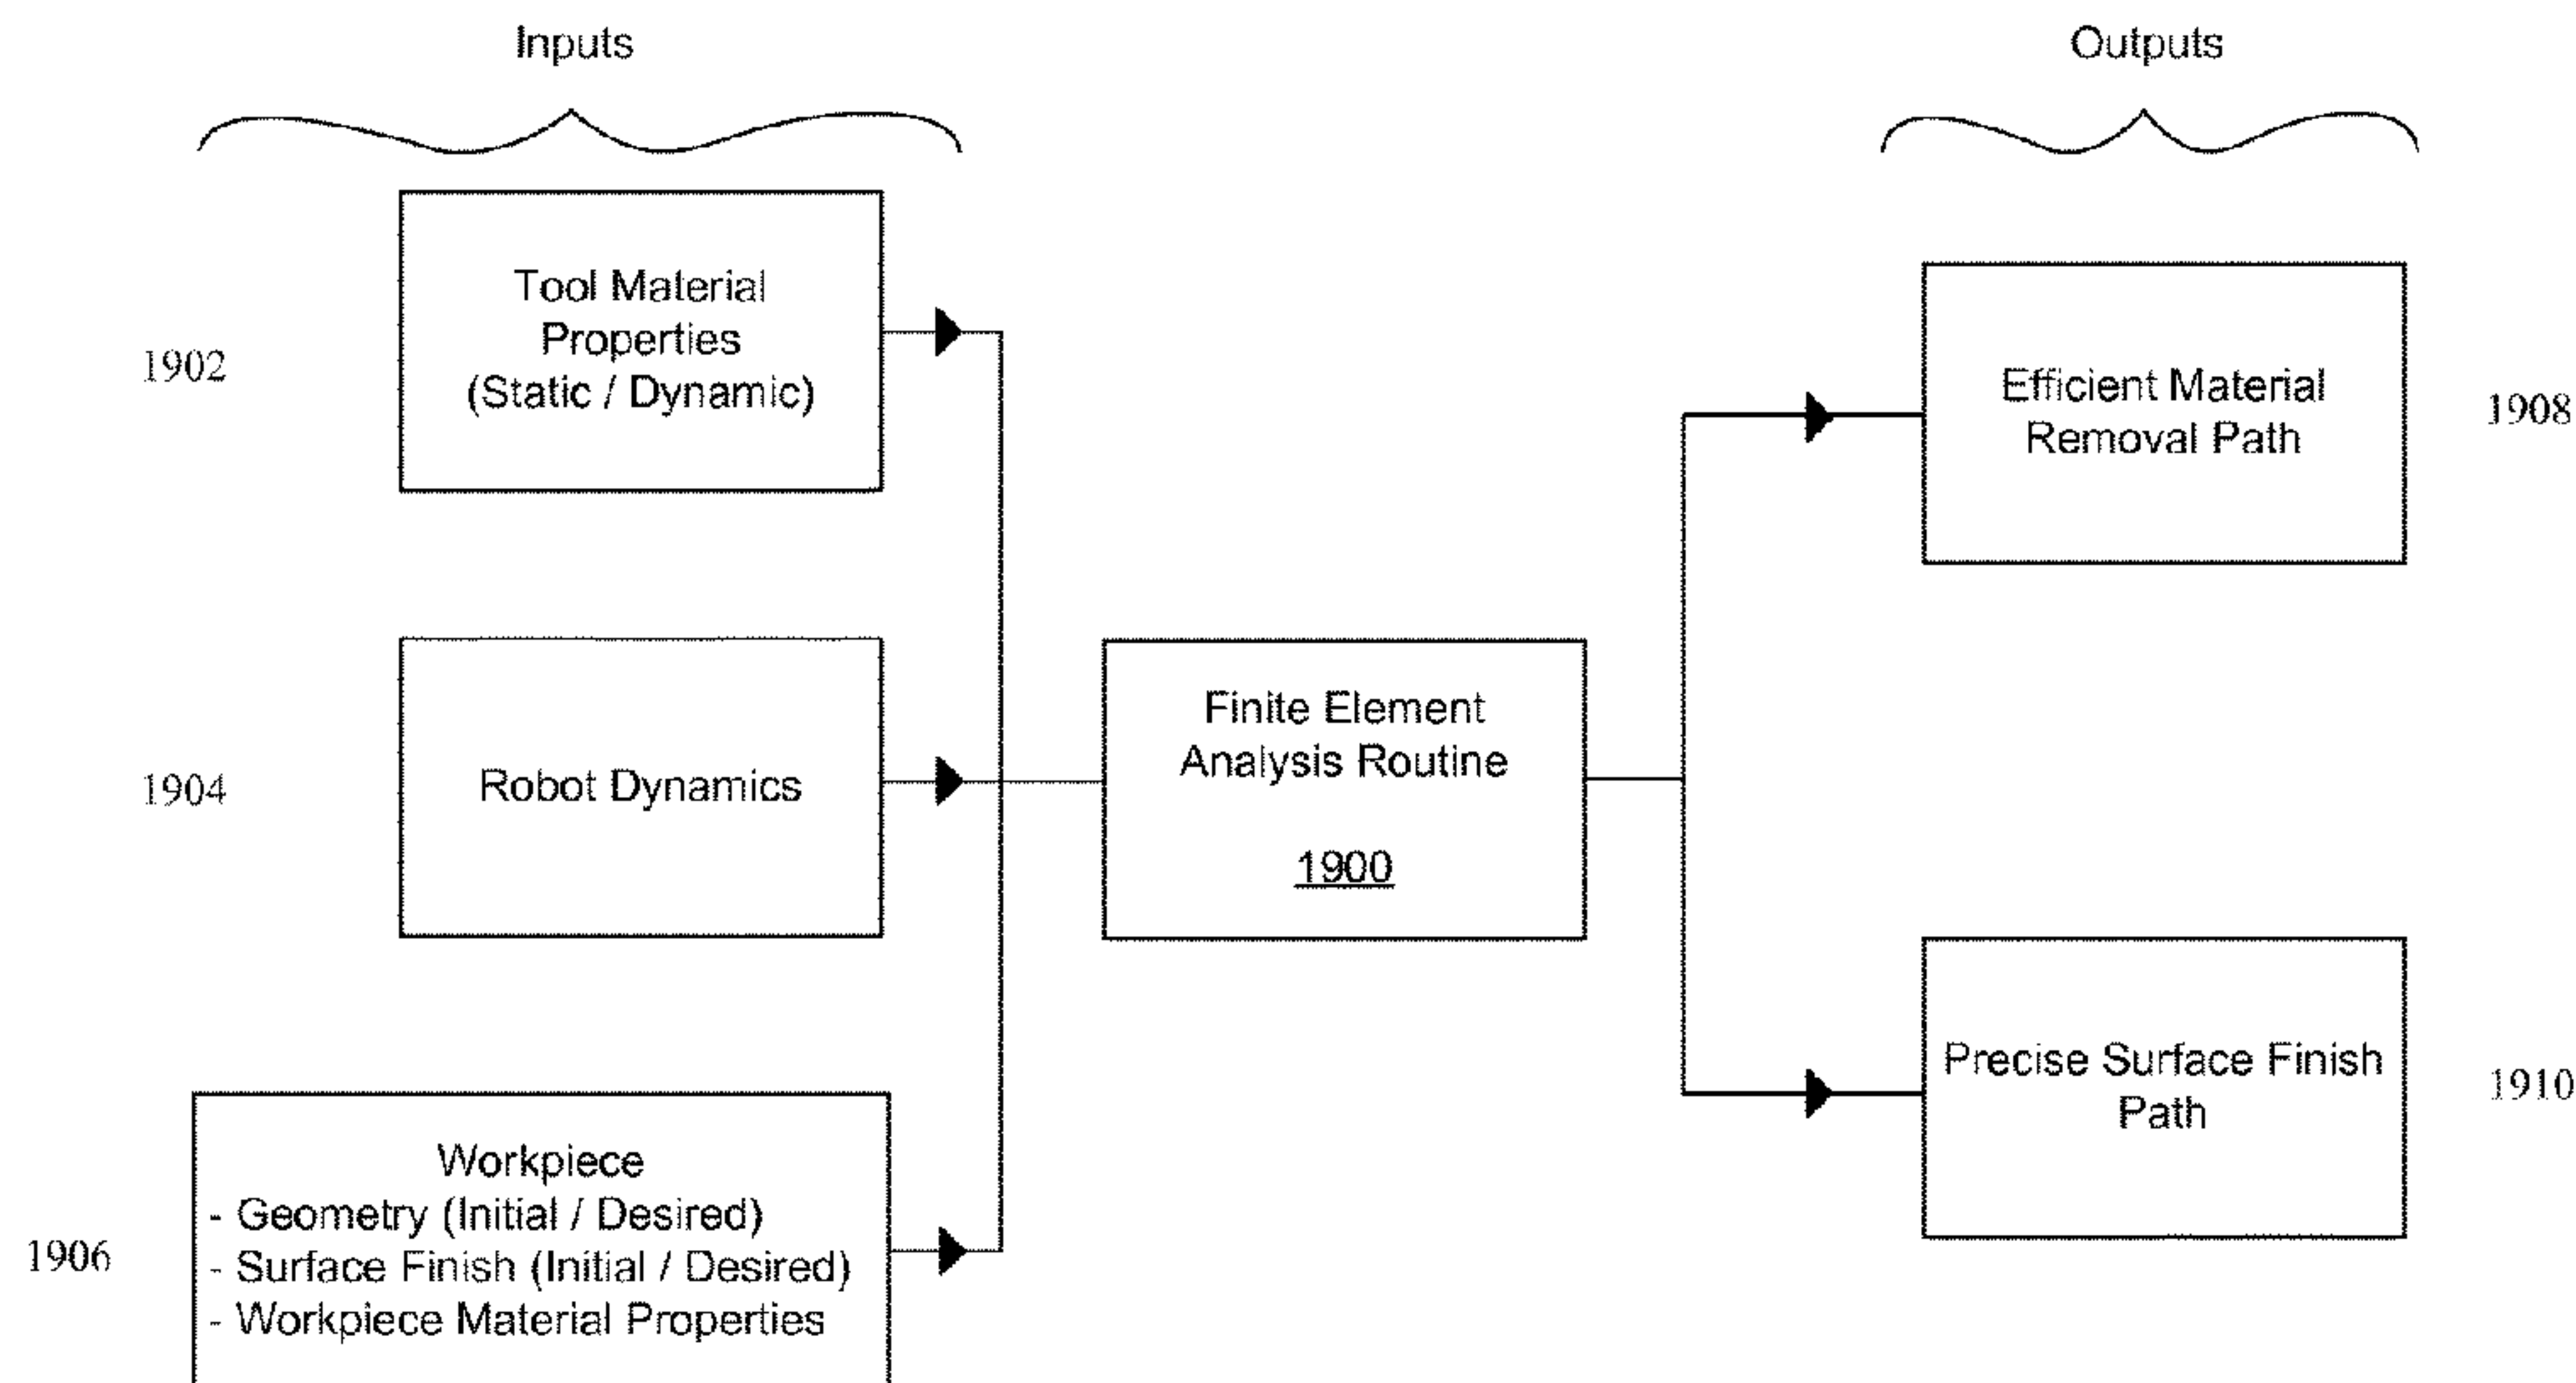 Inputs
Outputs
Tool Material
Properties
(Static / Dynamic)
1902
Efficient Material
Removal Path
1908
Robot Dynamics
1904
Finite Element
Analysis Routine
1900
Workpiece
- Geometry (Initial / Desired)
- Surface Finish (Initial / Desired)
- Workpiece Material Properties
1906
Precise Surface Finish
Path
1910